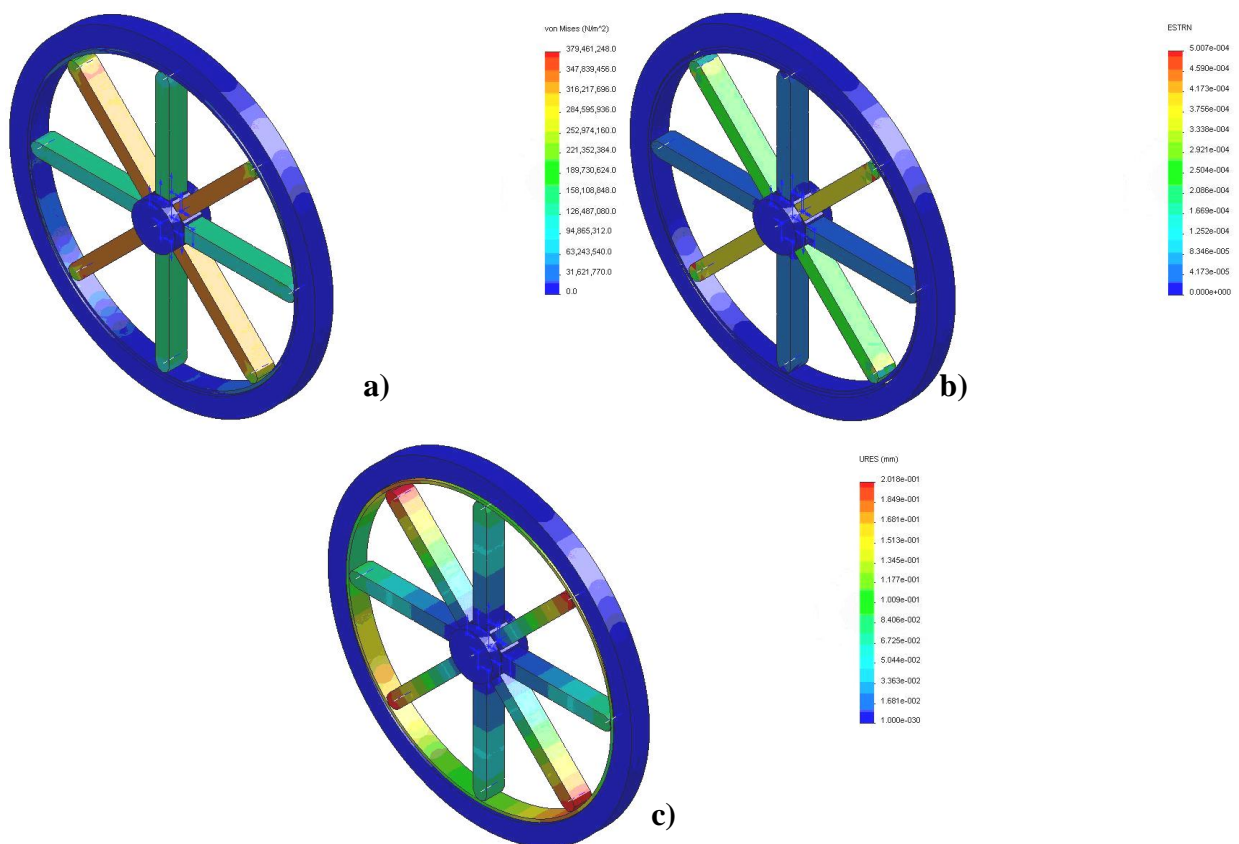 von Mises (N/m^2)
379,461,248.0
347,839,456.0
316,217,696.0
284,595,936.0
252,974,160.0
221,352,384.0
189,730,624.0
158,108,848.0
126,487,080.0
94,865,312.0
63,243,540.0
31,621,770.0
0.0
a)
ESTRN
5.007e-004
4.590e-004
4.173e-004
3.756e-004
3.338e-004
2.921e-004
2.504e-004
2.086e-004
1.669e-004
1.252e-004
8.346e-005
4.173e-005
0.000e+000
b)
URES (mm)
2.018e-001
1.849e-001
1.681e-001
1.513e-001
1.345e-001
1.177e-001
1.009e-001
8.406e-002
6.725e-002
5.044e-002
3.363e-002
1.681e-002
1.000e-030
c)